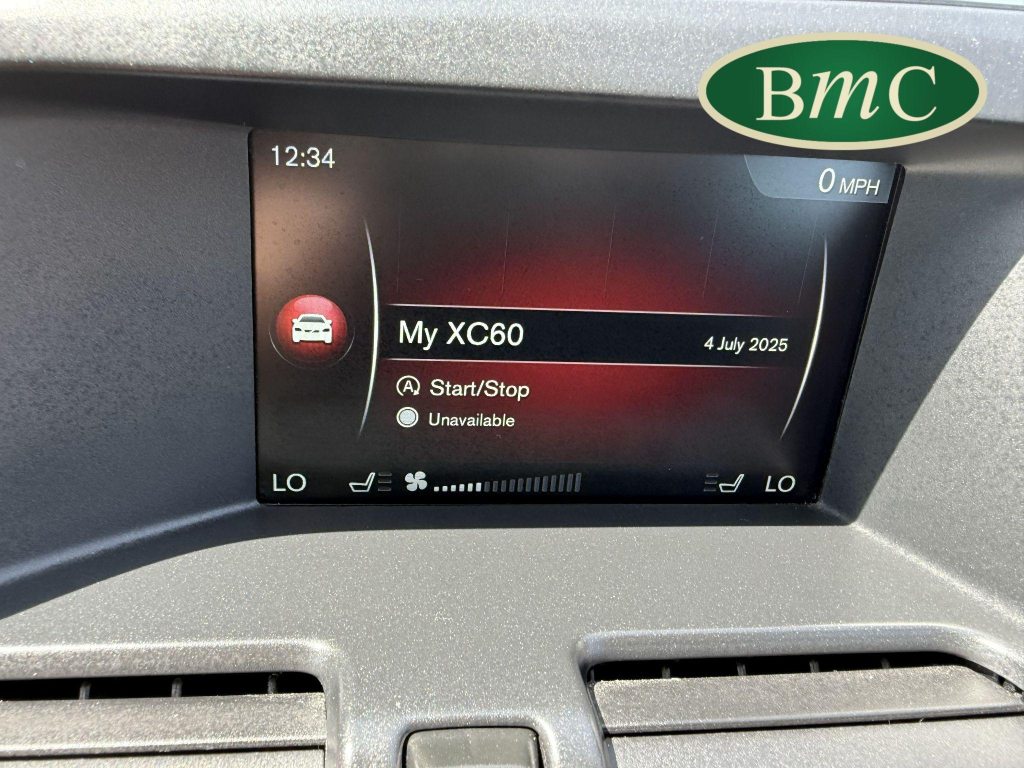 BmC
12:34
0 MPH
My XC60
4 July 2025
A Start/Stop
Unavailable
LO
LO